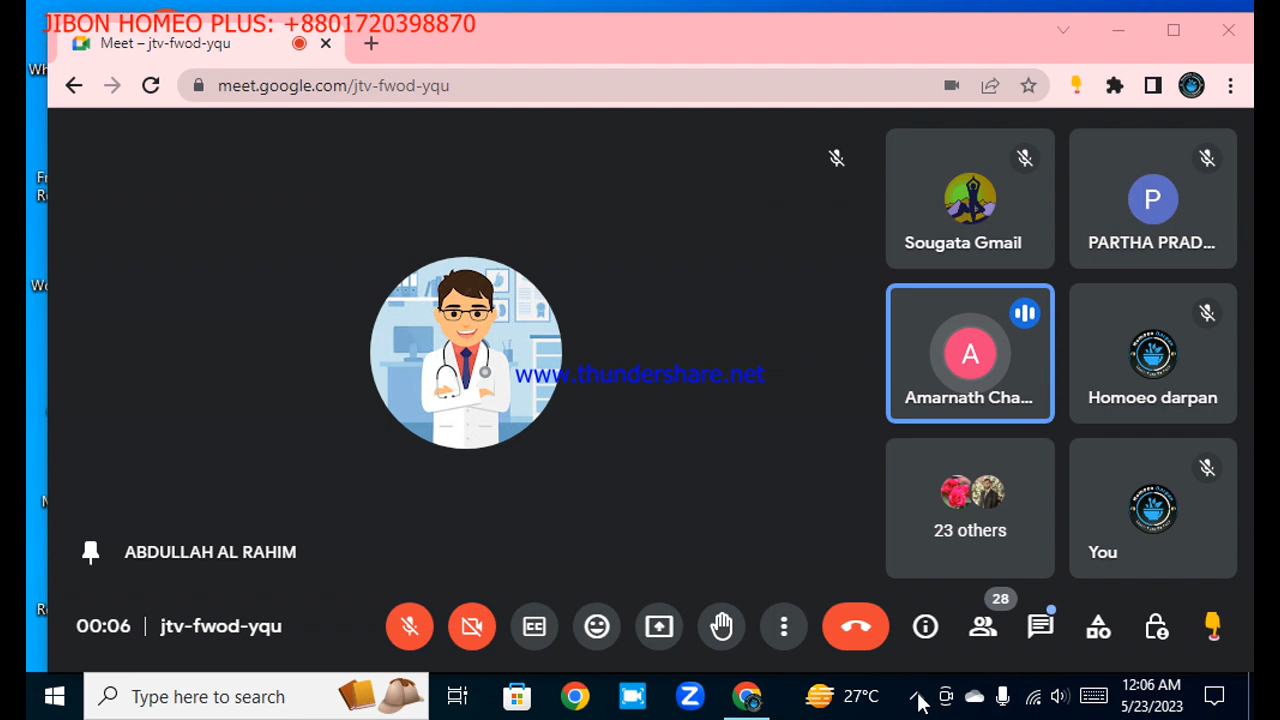 JIBON HOMEO PLUS: +8801720398870
Meet – jtv-fwod-yqu
meet.google.com/jtv-fwod-yqu
Sougata Gmail
PARTHA PRAD...
www.thundershare.net
A
P
Amarnath Cha...
Homoeo darpan
23 others
You
ABDULLAH AL RAHIM
28
00:06 | jtv-fwod-yqu
CC
Type here to search
Z
27°C
12:06 AM
5/23/2023